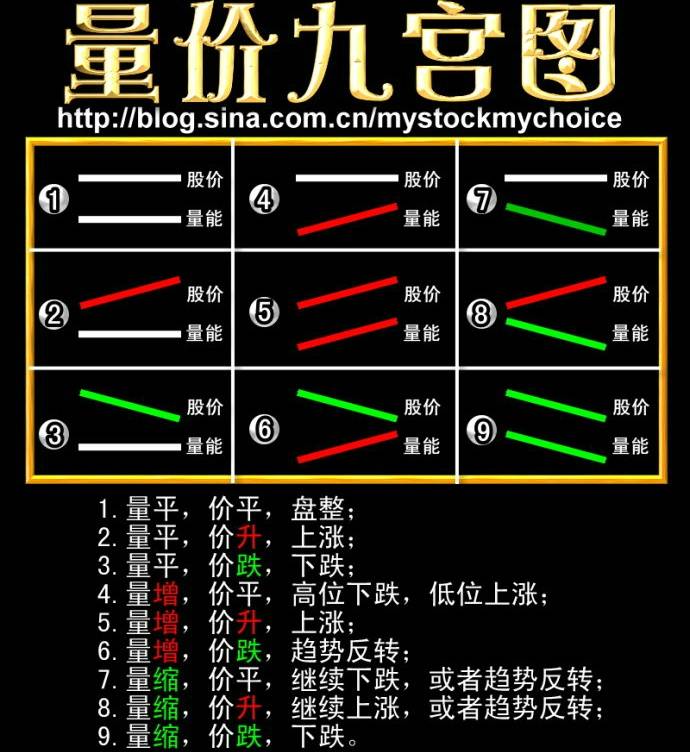 量价九宫图
http://blog.sina.com.cn/mystockmychoice
1 股价 4 股价 7 股价
量能 量能 量能
2 股价 5 股价 8 股价
量能 量能 量能
3 股价 6 股价 9 股价
量能 量能 量能
1.量平，价平，盘整；
2.量平，价升，上涨；
3.量平，价跌，下跌；
4.量增，价平，高位下跌，低位上涨；
5.量增，价升，上涨；
6.量增，价跌，趋势反转；
7.量缩，价平，继续下跌，或者趋势反转；
8.量缩，价升，继续上涨，或者趋势反转；
9.量缩，价跌，下跌。